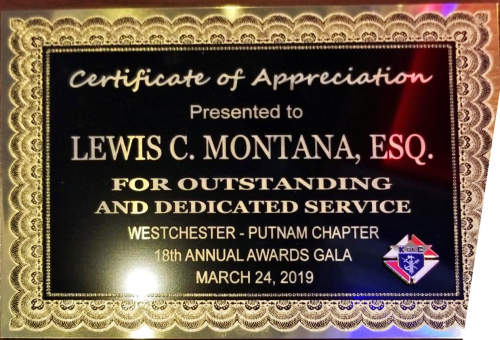 Certificate of Appreciation
Presented to
LEWIS C. MONTANA, ESQ.
FOR OUTSTANDING
AND DEDICATED SERVICE
WESTCHESTER - PUTNAM CHAPTER
18th ANNUAL AWARDS GALA
MARCH 24, 2019
K of C